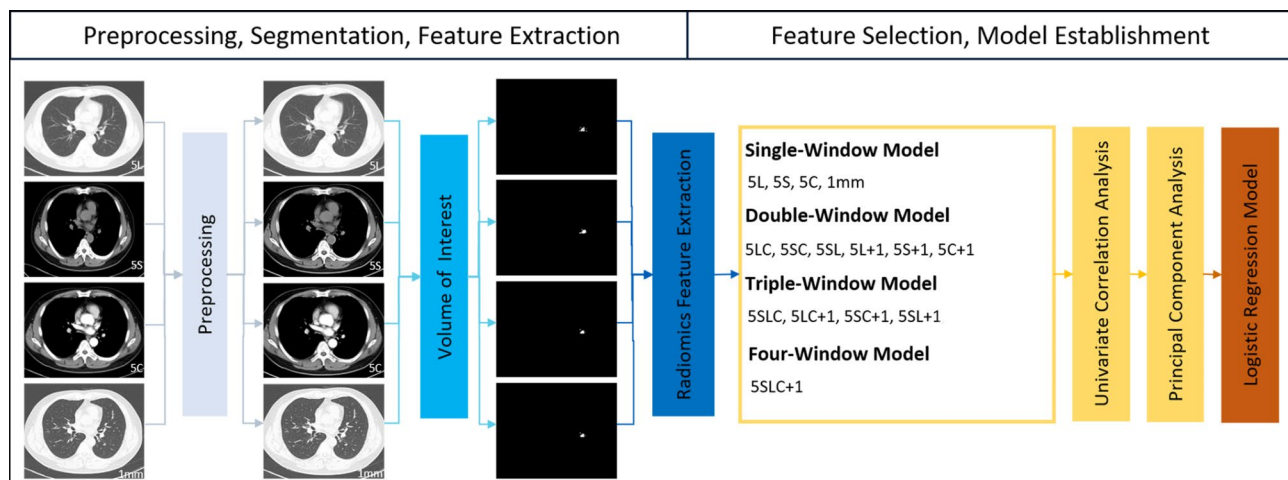 Preprocessing, Segmentation, Feature Extraction
Feature Selection, Model Establishment
5L
5S
5C
1mm
Preprocessing
5L
5S
5C
1mm
Volume of Interest
Radiomics Feature Extraction
Single-Window Model
5L, 5S, 5C, 1mm
Double-Window Model
5LC, 5SC, 5SL, 5L+1, 5S+1, 5C+1
Triple-Window Model
5SLC, 5LC+1, 5SC+1, 5SL+1
Four-Window Model
5SLC+1
Univariate Correlation Analysis
Principal Component Analysis
Logistic Regression Model